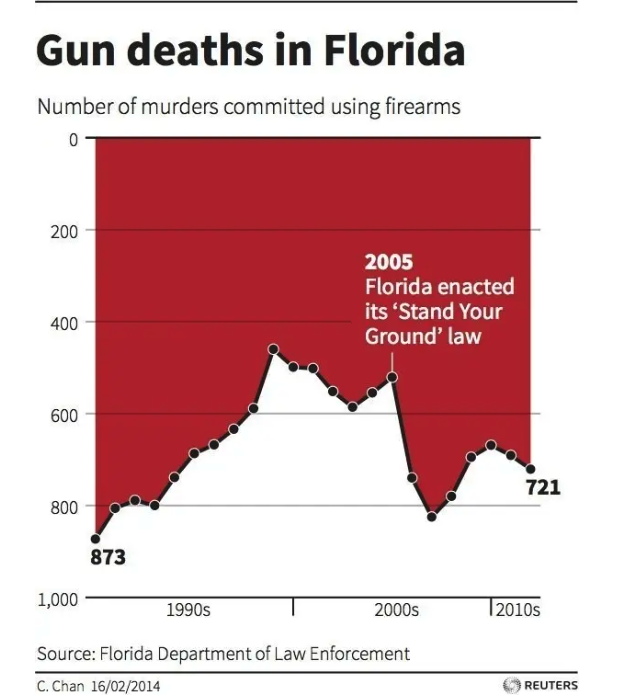 Gun deaths in Florida
Number of murders committed using firearms
0
200
2005
Florida enacted
its ‘Stand Your
Ground’ law
400
600
721
800
873
1,000
1990s
2000s
2010s
Source: Florida Department of Law Enforcement
C. Chan 16/02/2014
REUTERS